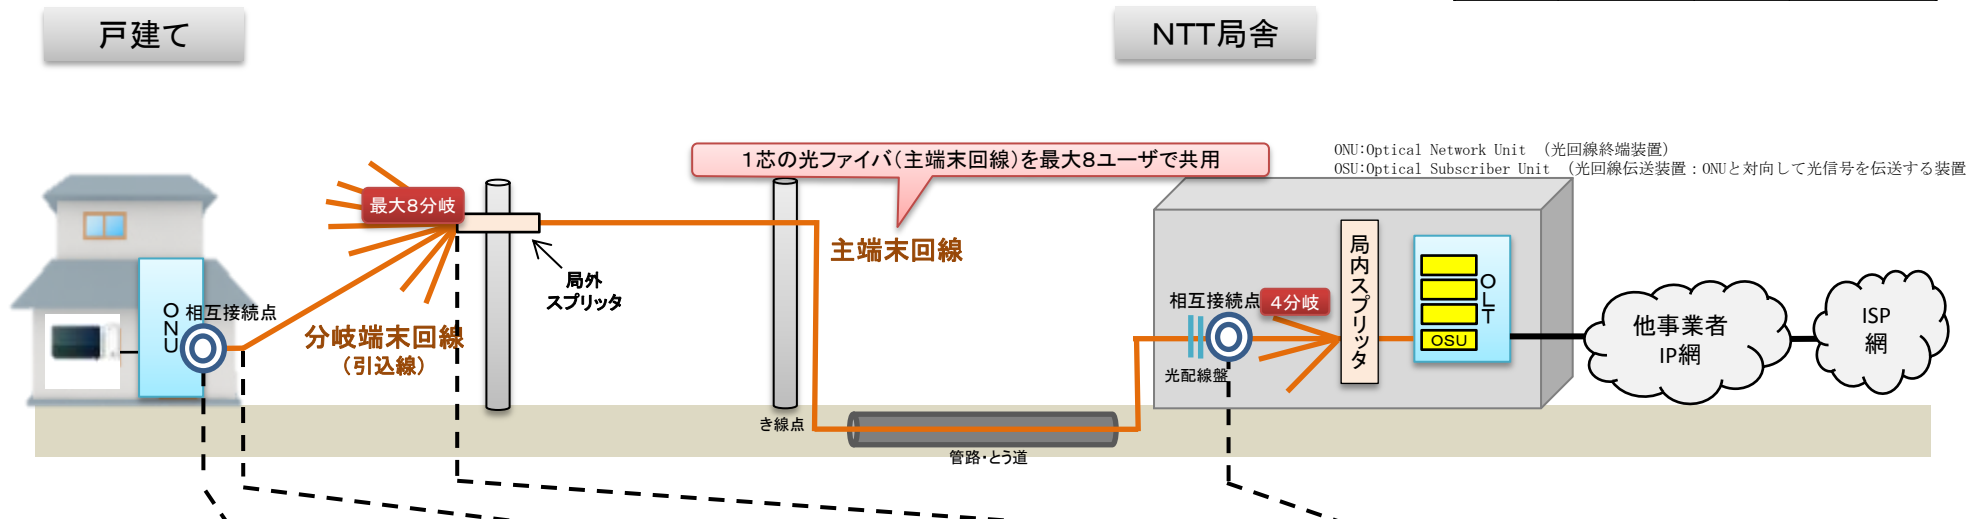 戸建て
NTT局舎
1芯の光ファイバ(主端末回線)を最大8ユーザで共用
ONU:Optical Network Unit (光回線終端装置)
OSU:Optical Subscriber Unit (光回線伝送装置:ONUと対向して光信号を伝送する装置
最大8分岐
主端末回線
局外
スプリッタ
ONU
相互接続点
分岐端末回線
(引込線)
き線点
管路・とう道
相互接続点
4分岐
光配線盤
局内スプリッタ
OLT
OSU
他事業者
IP網
ISP
網